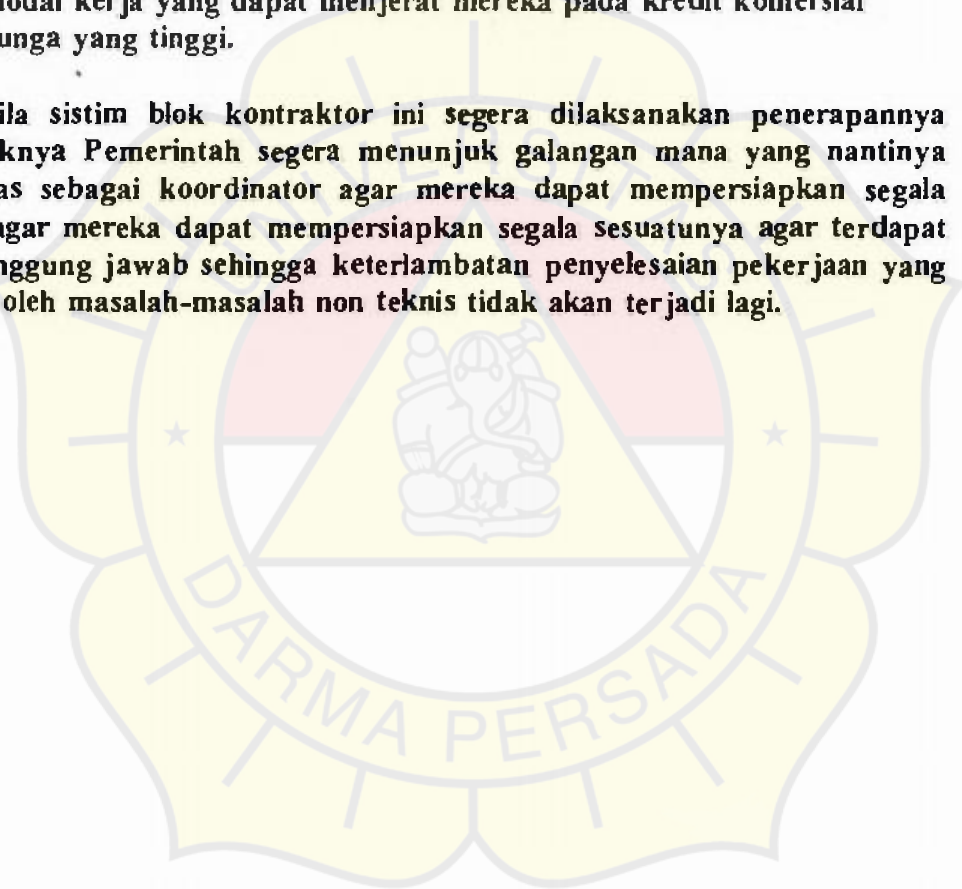 modal kerja yang dapat menjerat mereka pada kredit komersial
unga yang tinggi.
ila sistim blok kontraktor ini segera dilaksanakan penerapannya
knya Pemerintah segera menunjuk galangan mana yang nantinya
as sebagai koordinator agar mereka dapat mempersiapkan segala
agar mereka dapat mempersiapkan segala sesuatunya agar terdapat
nggung jawab sehingga keterlambatan penyelesaian pekerjaan yang
oleh masalah-masalah non teknis tidak akan terjadi lagi.
UNIVERSITAS
DARMA PERSADA